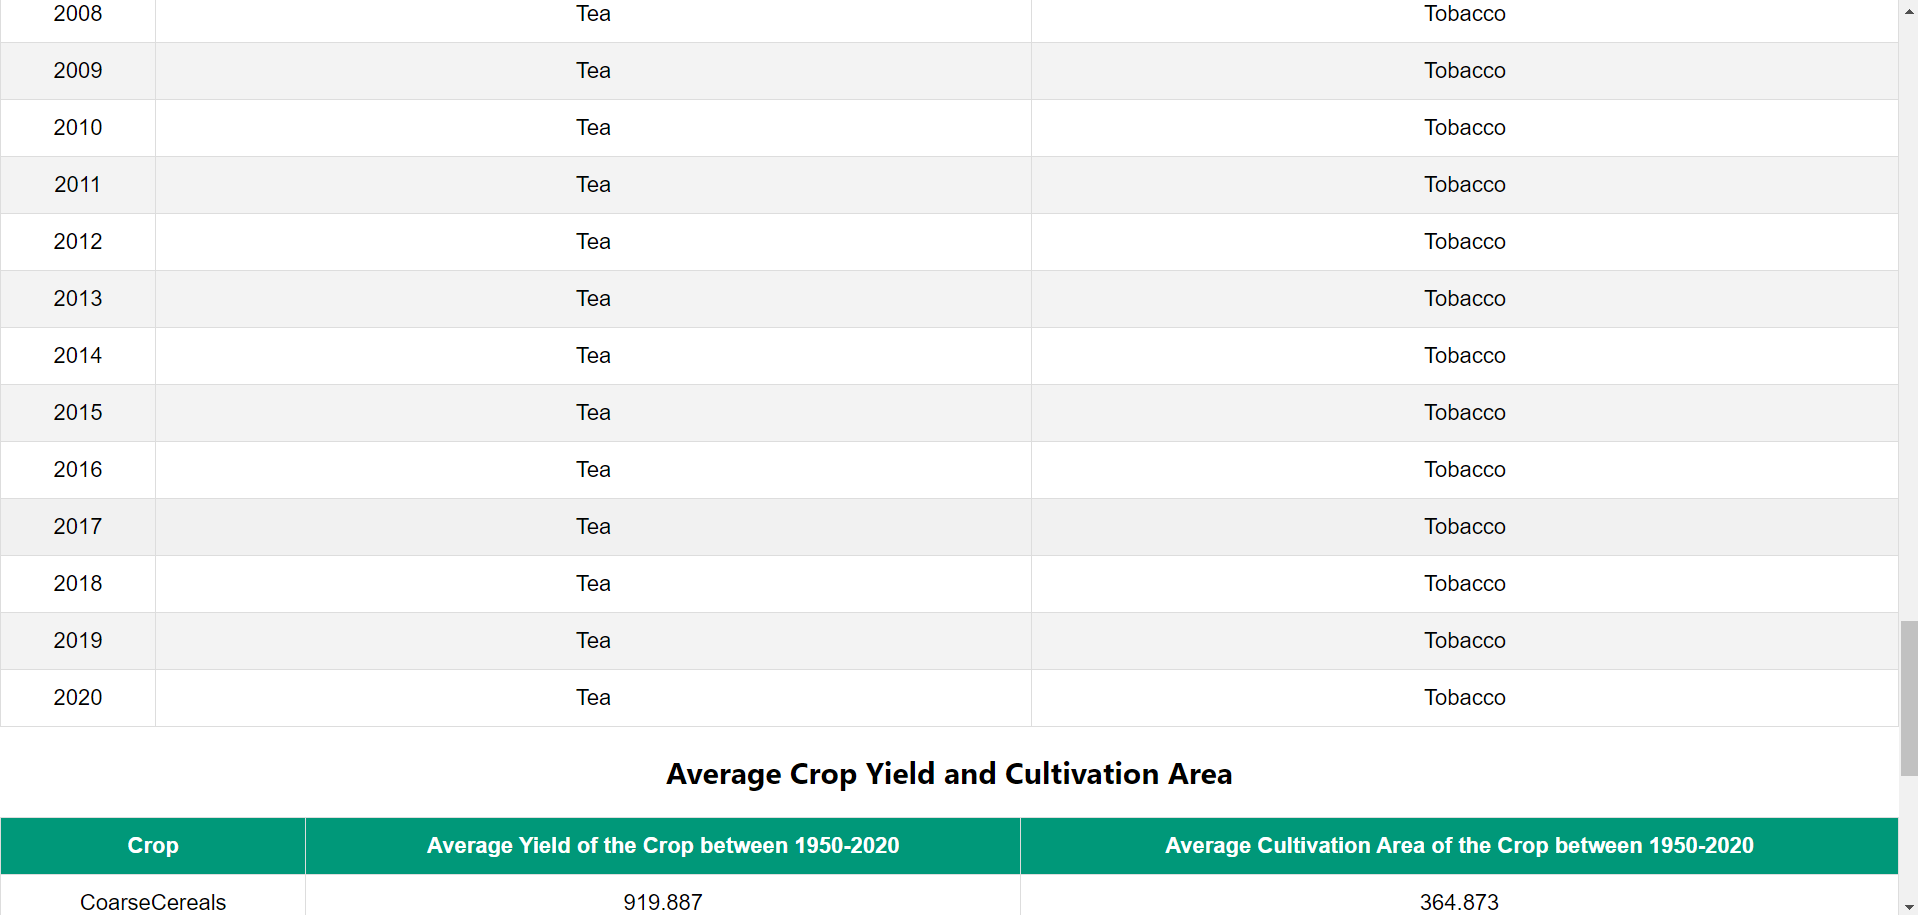 2008 Tea Tobacco
2009 Tea Tobacco
2010 Tea Tobacco
2011 Tea Tobacco
2012 Tea Tobacco
2013 Tea Tobacco
2014 Tea Tobacco
2015 Tea Tobacco
2016 Tea Tobacco
2017 Tea Tobacco
2018 Tea Tobacco
2019 Tea Tobacco
2020 Tea Tobacco
Average Crop Yield and Cultivation Area
Crop Average Yield of the Crop between 1950-2020 Average Cultivation Area of the Crop between 1950-2020
CoarseCereals 919.887 364.873